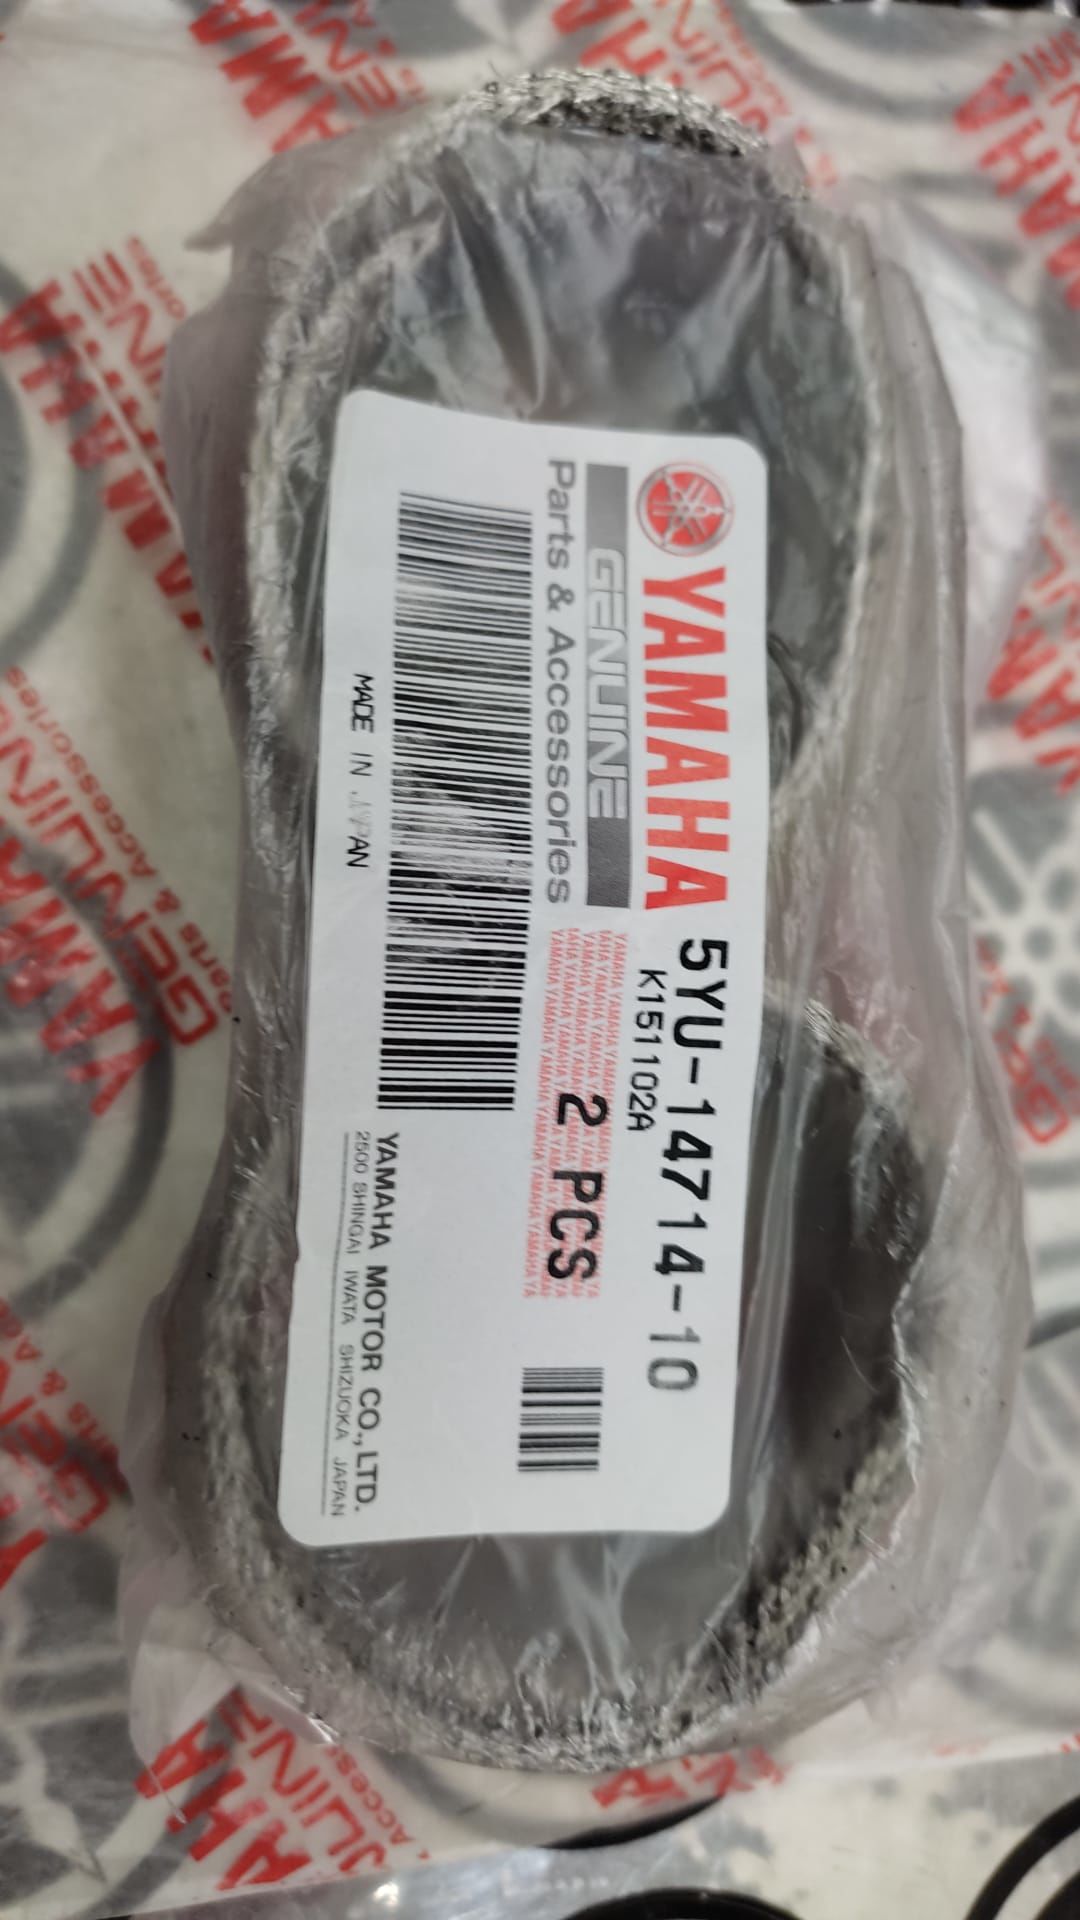 YAMAHA 5YU-14714-10
GENUINE
K151102A
Parts & Accessories
2 PCS
MADE IN JAPAN
YAMAHA MOTOR CO., LTD.
2500 SHINGAI IWATA SHIZUOKA JAPAN